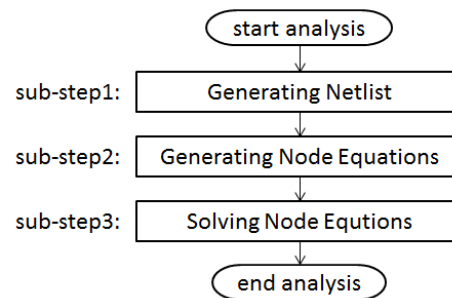 start analysis
sub-step1: Generating Netlist
sub-step2: Generating Node Equations
sub-step3: Solving Node Equtions
end analysis